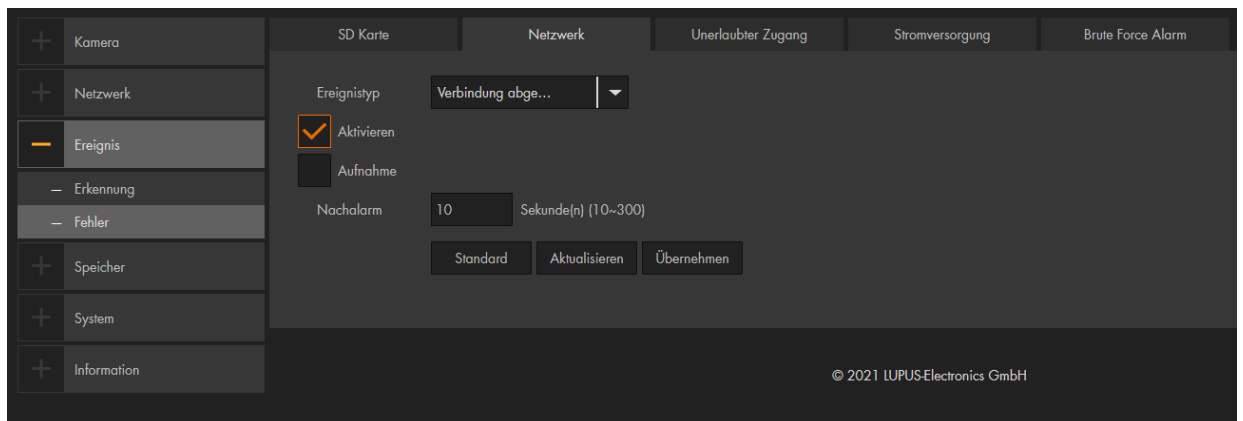 Kamera
Netzwerk
Ereignis
Erkennung
Fehler
Speicher
System
Information
SD Karte
Netzwerk
Unerlaubter Zugang
Stromversorgung
Brute Force Alarm
Ereignistyp
Verbindung abge...
Aktivieren
Aufnahme
Nachalarm 10 Sekunde(n) (10~300)
Standard Aktualisieren Übernehmen
© 2021 LUPUS-Electronics GmbH